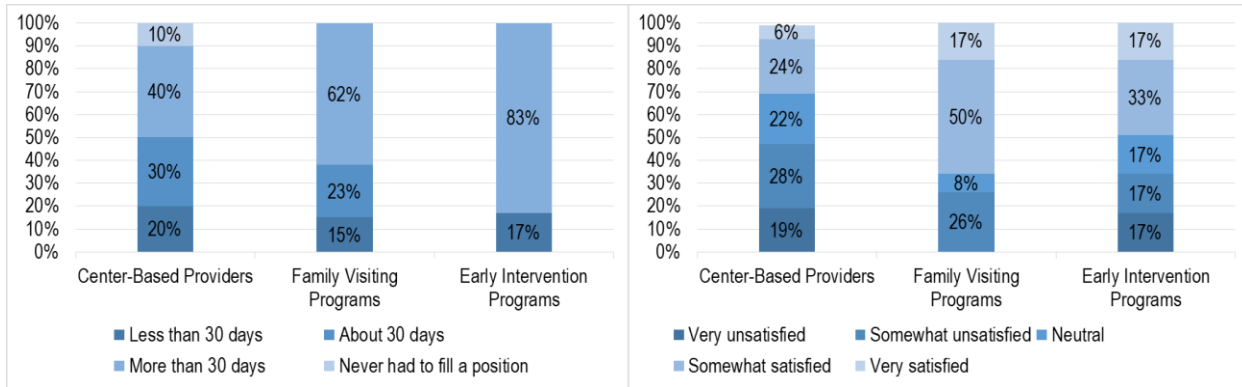 100%
90%
80%
70%
60%
50%
40%
30%
20%
10%
0%
10%
40%
30%
20%
62%
23%
15%
83%
17%
Center-Based Providers
Family Visiting
Programs
Early Intervention
Programs
Less than 30 days
About 30 days
More than 30 days
Never had to fill a position
100%
90%
80%
70%
60%
50%
40%
30%
20%
10%
0%
6%
24%
22%
28%
19%
17%
50%
8%
26%
17%
33%
17%
17%
17%
Center-Based Providers
Family Visiting
Programs
Early Intervention
Programs
Very unsatisfied
Somewhat unsatisfied
Neutral
Somewhat satisfied
Very satisfied